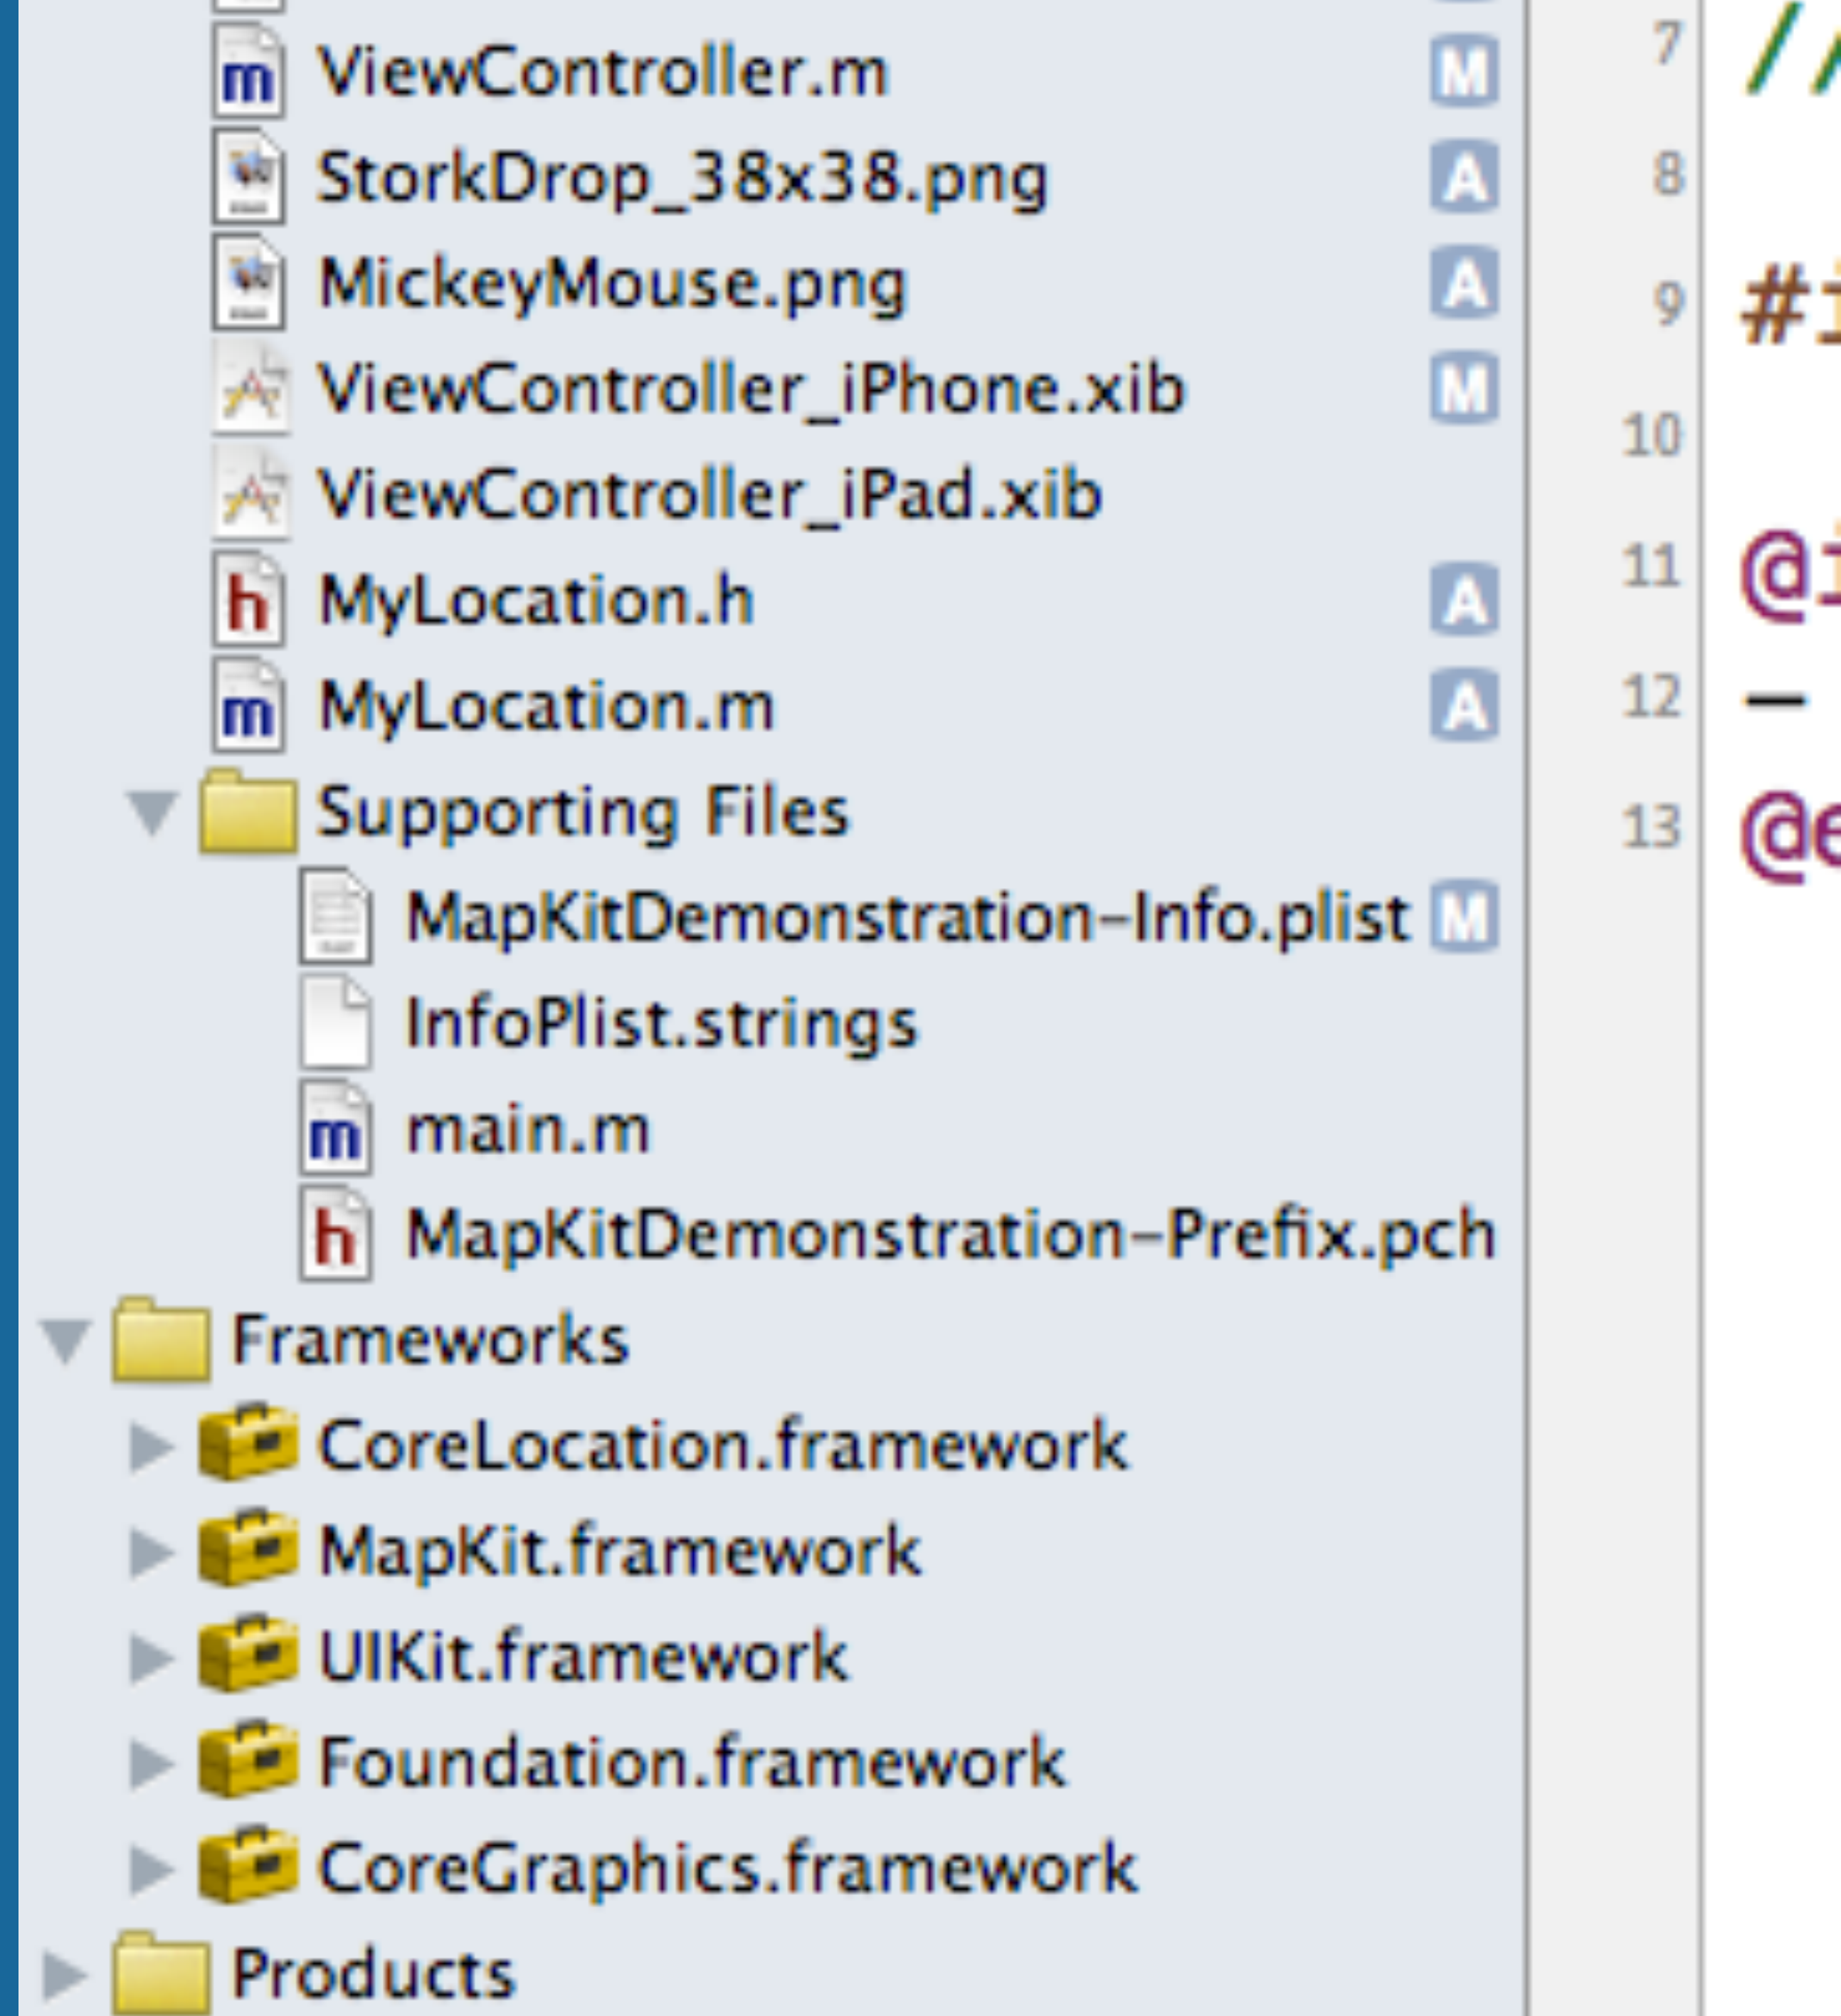 ViewController.m M
StorkDrop_38x38.png A
MickeyMouse.png A
ViewController_iPhone.xib M
ViewController_iPad.xib
MyLocation.h A
MyLocation.m A
Supporting Files
MapKitDemonstration-Info.plist M
InfoPlist.strings
main.m
MapKitDemonstration-Prefix.pch
Frameworks
CoreLocation.framework
MapKit.framework
UIKit.framework
Foundation.framework
CoreGraphics.framework
Products
7 //
8
9 #i
10
11 @i
12 -
13 @e